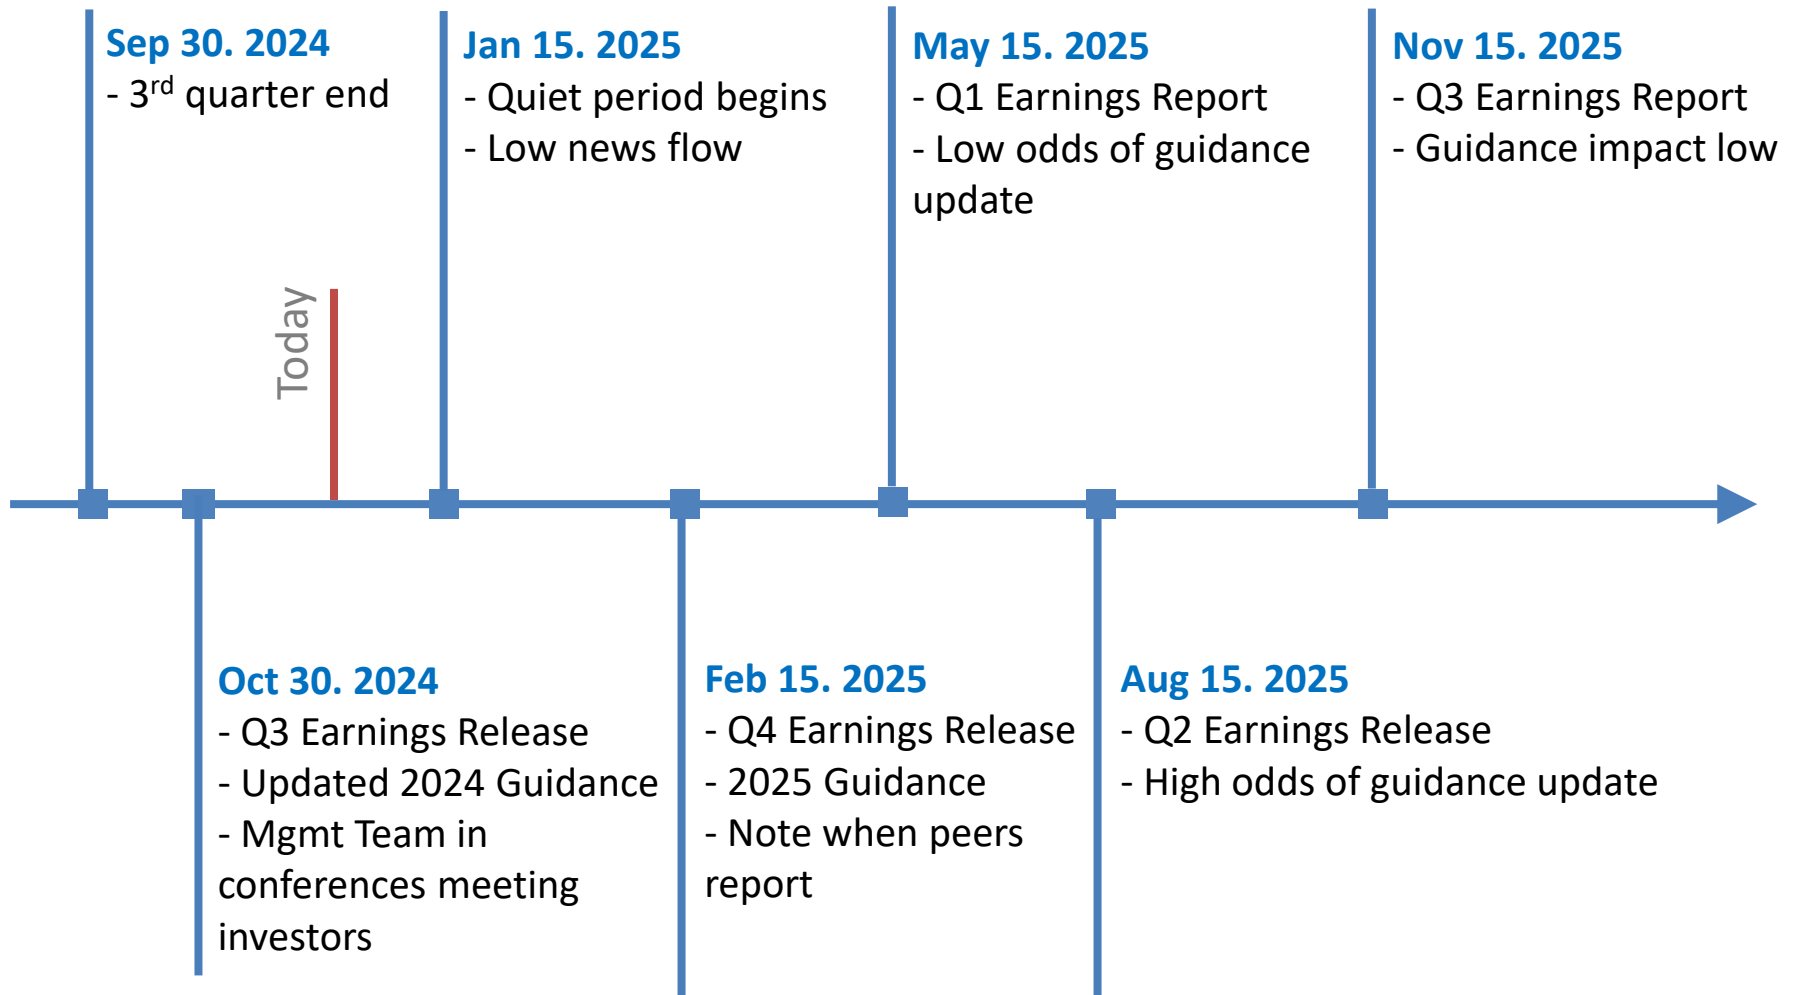 Sep 30. 2024
- 3rd quarter end
Jan 15. 2025
- Quiet period begins
- Low news flow
May 15. 2025
- Q1 Earnings Report
- Low odds of guidance
update
Nov 15. 2025
- Q3 Earnings Report
- Guidance impact low
Today
Oct 30. 2024
- Q3 Earnings Release
- Updated 2024 Guidance
- Mgmt Team in
conferences meeting
investors
Feb 15. 2025
- Q4 Earnings Release
- 2025 Guidance
- Note when peers
report
Aug 15. 2025
- Q2 Earnings Release
- High odds of guidance update